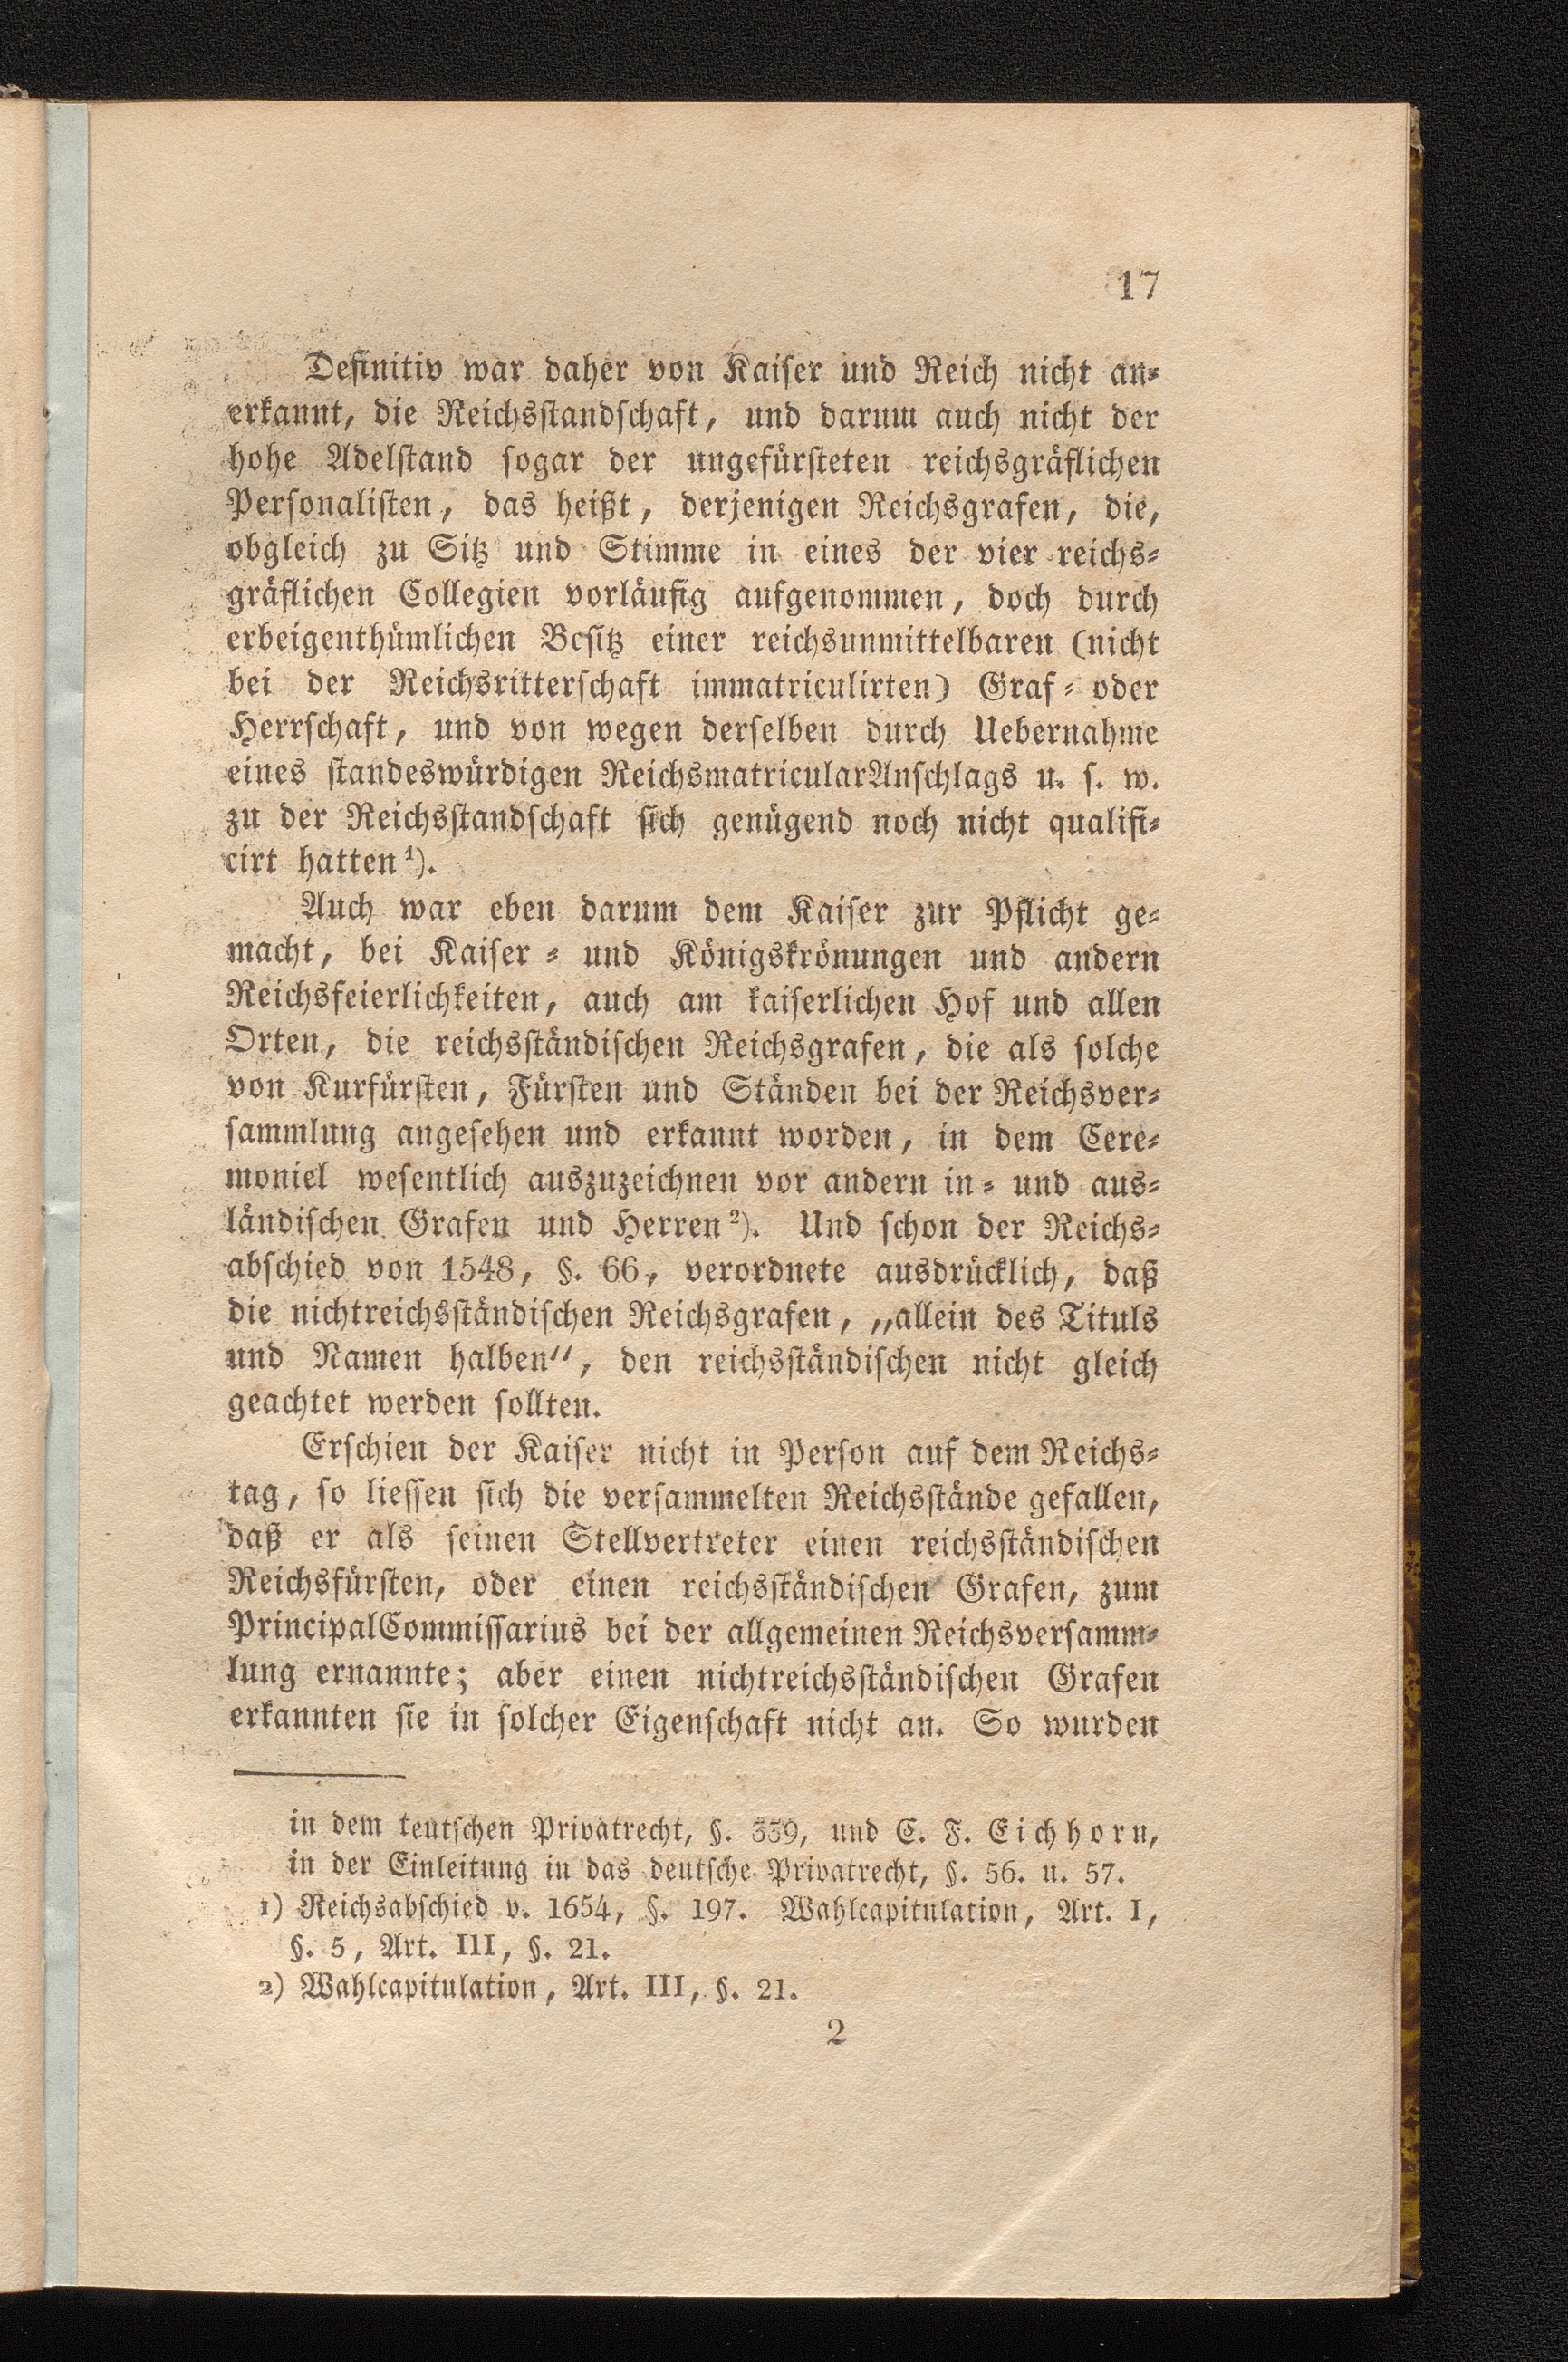 17
Definitiv war daher von Kaiser und Reich nicht an⸗
erkannt, die Reichsstandschaft, und darum auch nicht der
hohe Adelstand sogar der ungefürsteten reichsgräflichen
Personalisten, das heißt, derjenigen Reichsgrafen, die,
obgleich zu Sitz und Stimme in eines der vier reichs⸗
gräflichen Collegien vorläufig aufgenommen, doch durch
erbeigenthümlichen Besitz einer reichsunmittelbaren (nicht
bei der Reichsritterschaft immatriculirten) Graf⸗ oder
Herrschaft, und von wegen derselben durch Uebernahme
eines standeswürdigen ReichsmatricularAnschlags u. s. w.
zu der Reichsstandschaft sich genügend noch nicht qualifi⸗
cirt hatten¹).
Auch war eben darum dem Kaiser zur Pflicht ge⸗
macht, bei Kaiser⸗ und Königskrönungen und andern
Reichsfeierlichkeiten, auch am kaiserlichen Hof und allen
Orten, die reichsständischen Reichsgrafen, die als solche
von Kurfürsten, Fürsten und Ständen bei der Reichsver⸗
sammlung angesehen und erkannt worden, in dem Cere⸗
moniel wesentlich auszuzeichnen vor andern in⸗ und aus⸗
ländischen Grafen und Herren²). Und schon der Reichs⸗
abschied von 1548, §. 66, verordnete ausdrücklich, daß
die nichtreichsständischen Reichsgrafen, „allein des Tituls
und Namen halben“, den reichsständischen nicht gleich
geachtet werden sollten.
Erschien der Kaiser nicht in Person auf dem Reichs⸗
tag, so liessen sich die versammelten Reichsstände gefallen,
daß er als seinen Stellvertreter einen reichsständischen
Reichsfürsten, oder einen reichsständischen Grafen, zum
PrincipalCommissarius bei der allgemeinen Reichsversamm⸗
lung ernannte; aber einen nichtreichsständischen Grafen
erkannten sie in solcher Eigenschaft nicht an. So wurden
in dem teutschen Privatrecht, §. 339, und C. F. Eichhorn,
in der Einleitung in das deutsche Privatrecht, §. 56. u. 57.
1) Reichsabschied v. 1654, §. 197. Wahlcapitulation, Art. I,
§. 5, Art. III, §. 21.
2) Wahlcapitulation, Art. III, §. 21.
2